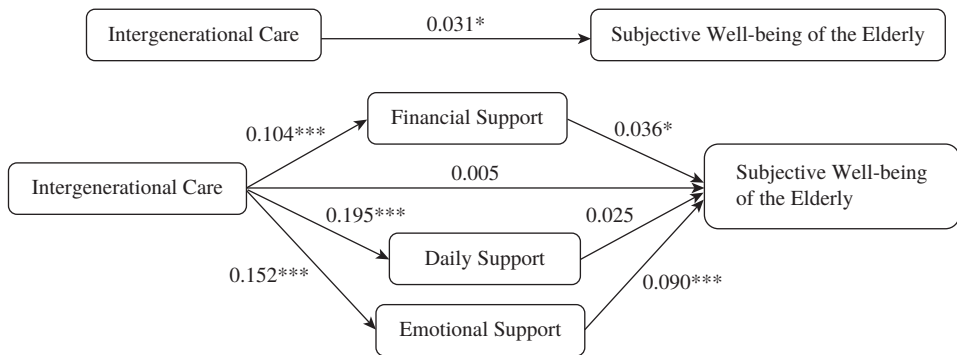 Intergenerational Care
0.031*
Subjective Well-being of the Elderly
Financial Support
0.104***
0.036*
Intergenerational Care
0.005
Subjective Well-being
of the Elderly
0.195***
0.025
Daily Support
0.152***
0.090***
Emotional Support